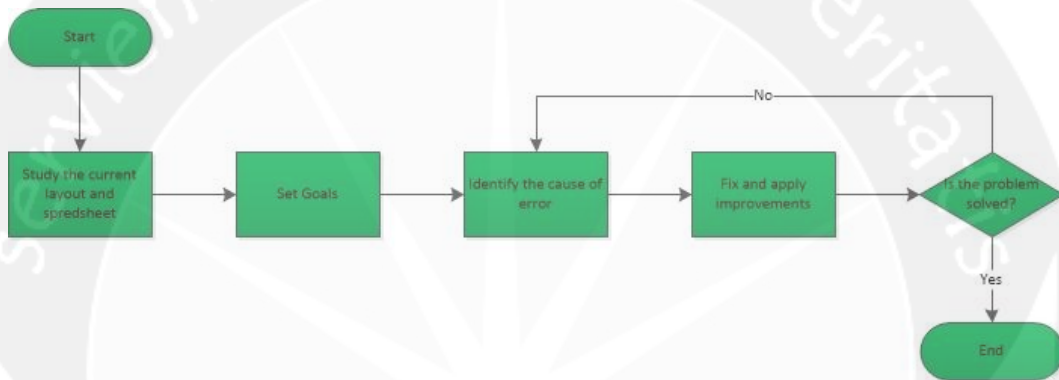 Start
Study the current
layout and
spredsheet
Set Goals
Identify the cause of
error
Fix and apply
improvements
Is the problem
solved?
No
Yes
End